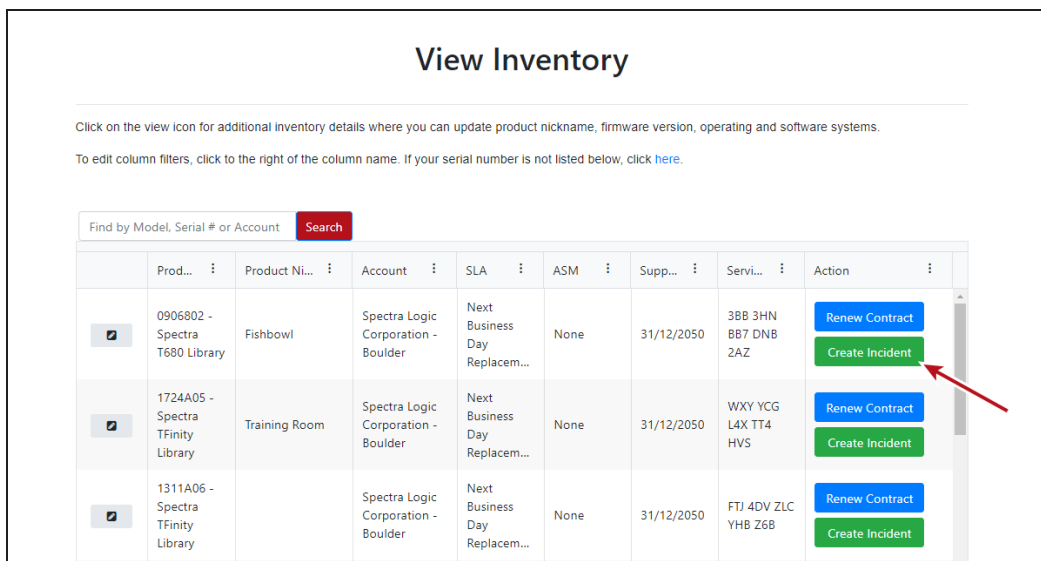 View Inventory
Click on the view icon for additional inventory details where you can update product nickname, firmware version, operating and software systems.
To edit column filters, click to the right of the column name. If your serial number is not listed below, click here.
Find by Model, Serial # or Account Search
Prod... Product Ni... Account SLA ASM Supp... Servi... Action
0906802 -
Spectra
T680 Library
Fishbowl
Spectra Logic
Corporation -
Boulder
Next
Business
Day
Replacem...
None
31/12/2050
3BB 3HN
BB7 DNB
2AZ
Renew Contract
Create Incident
1724A05 -
Spectra
TFinity
Library
Training Room
Spectra Logic
Corporation -
Boulder
Next
Business
Day
Replacem...
None
31/12/2050
WXY YCG
L4X TT4
HVS
Renew Contract
Create Incident
1311A06 -
Spectra
TFinity
Library
Spectra Logic
Corporation -
Boulder
Next
Business
Day
Replacem...
None
31/12/2050
FTJ 4DV ZLC
YHB Z6B
Renew Contract
Create Incident